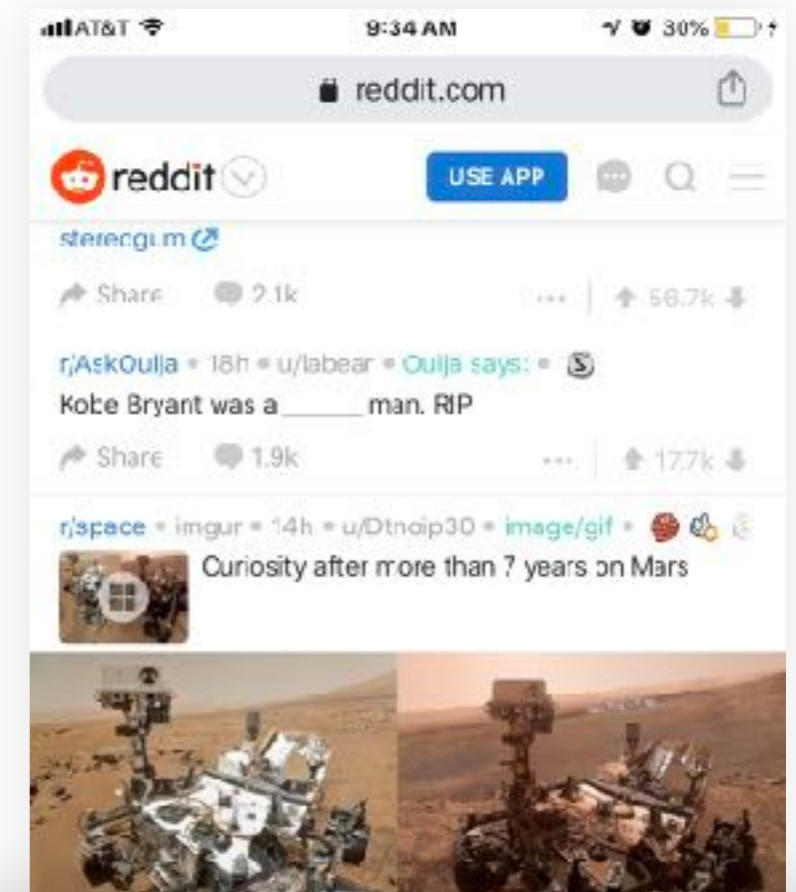 AT&T 9:34 AM 30%
reddit.com
reddit USE APP
stereogum
Share 2.1k 56.7k
r/AskOuija • 18h • u/labear • Ouija says: •
Kobe Bryant was a ______ man. RIP
Share 1.9k 17.7k
r/space • imgur • 14h • • image/gif •
Curiosity after more than 7 years on Mars